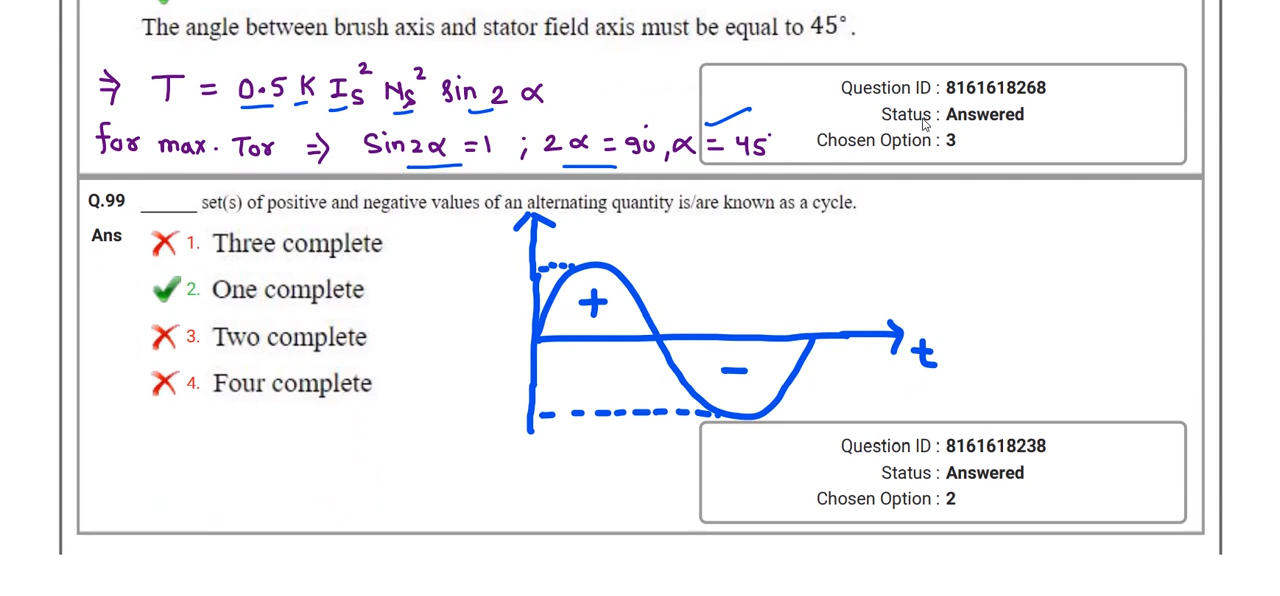 The angle between brush axis and stator field axis must be equal to 45°.
⇒ T = 0.5 K Is² Ns² Sin 2 α
for max. Tor ⇒ Sin2α = 1 ; 2 α = 90°, α = 45°
Question ID : 8161618268
Status : Answered
Chosen Option : 3
Q.99 ______ set(s) of positive and negative values of an alternating quantity is/are known as a cycle.
Ans
1. Three complete
2. One complete
3. Two complete
4. Four complete
+
-
t
Question ID : 8161618238
Status : Answered
Chosen Option : 2